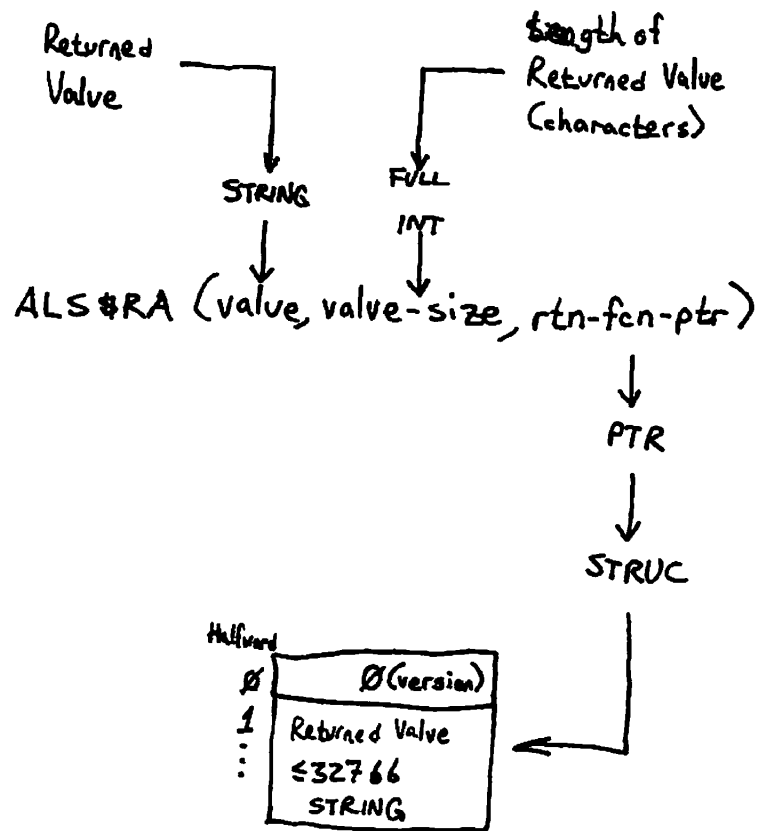 Returned
Value
Length of
Returned Value
(characters)
STRING
FULL
INT
ALS$RA (value, value-size, rtn-fcn-ptr)
PTR
STRUC
Halfword
Ø
Ø(version)
1
⋮
Returned Value
≤32766
STRING